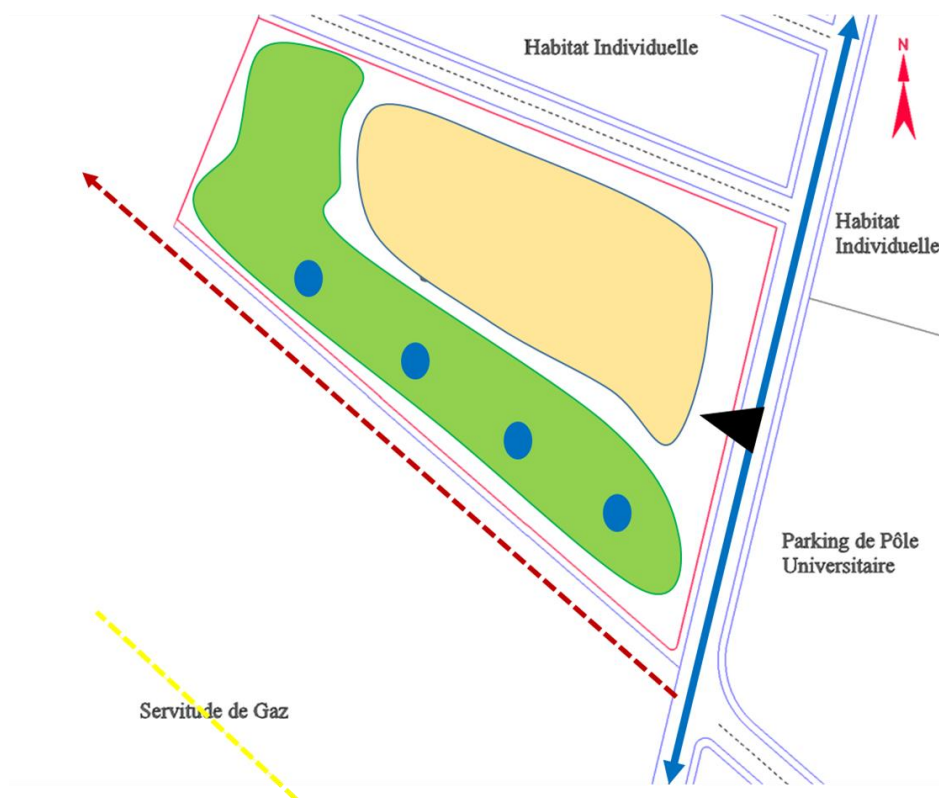 Habitat Individuelle
N
Habitat
Individuelle
Parking de Pôle
Universitaire
Servitude de Gaz